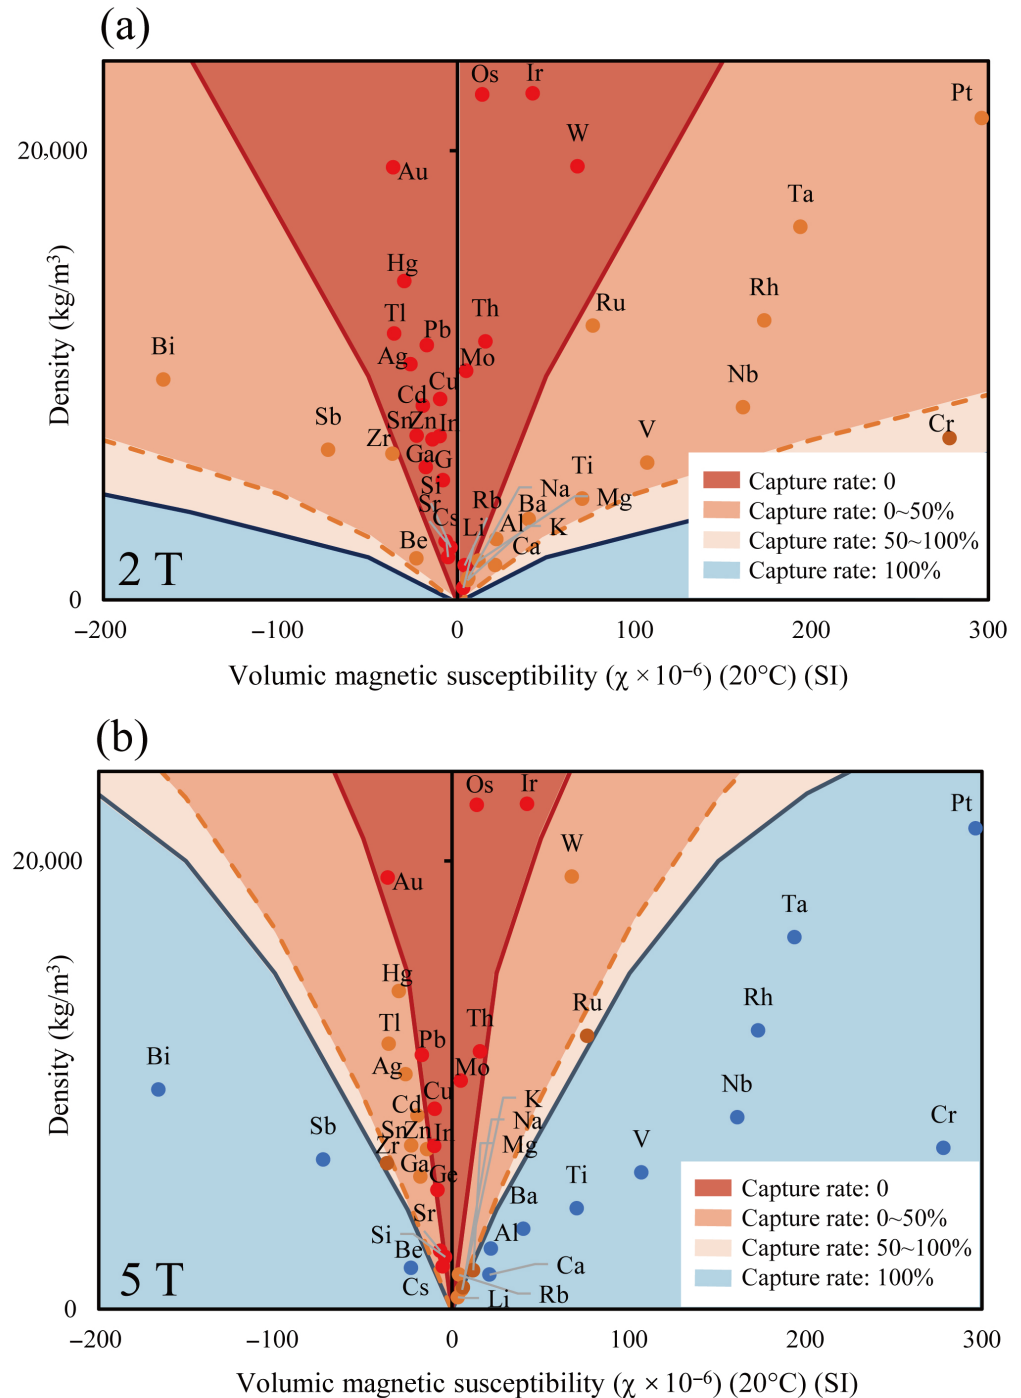 (a)
Os Ir
Pt
20,000
W
Au
Ta
Hg
Rh
Tl
Pb
Th
Ru
Bi
Ag
Mo
Cu
Nb
Cd
Sb
Sn Zn In
Cr
Zr
V
Ga G
Ti
Si
Rb Na Mg
Sr
Ba
Cs Li Al K
Be
Ca
Capture rate: 0
Capture rate: 0~50%
Capture rate: 50~100%
Capture rate: 100%
2 T
0
−200 −100 0 100 200 300
Density (kg/m³)
Volumic magnetic susceptibility (χ × 10⁻⁶) (20°C) (SI)
(b)
Os Ir
Pt
20,000
W
Au
Ta
Hg
Rh
Ru
Tl
Pb
Th
Bi
Ag
Mo
Nb
Cu
K
Cd
Na
Sb
Sn Zn In
Cr
Zr
Mg
V
Ga Ge
Ti
Ba
Sr
Si
Al
Be
Ca
Cs
Rb
Li
Capture rate: 0
Capture rate: 0~50%
Capture rate: 50~100%
Capture rate: 100%
5 T
0
−200 −100 0 100 200 300
Density (kg/m³)
Volumic magnetic susceptibility (χ × 10⁻⁶) (20°C) (SI)